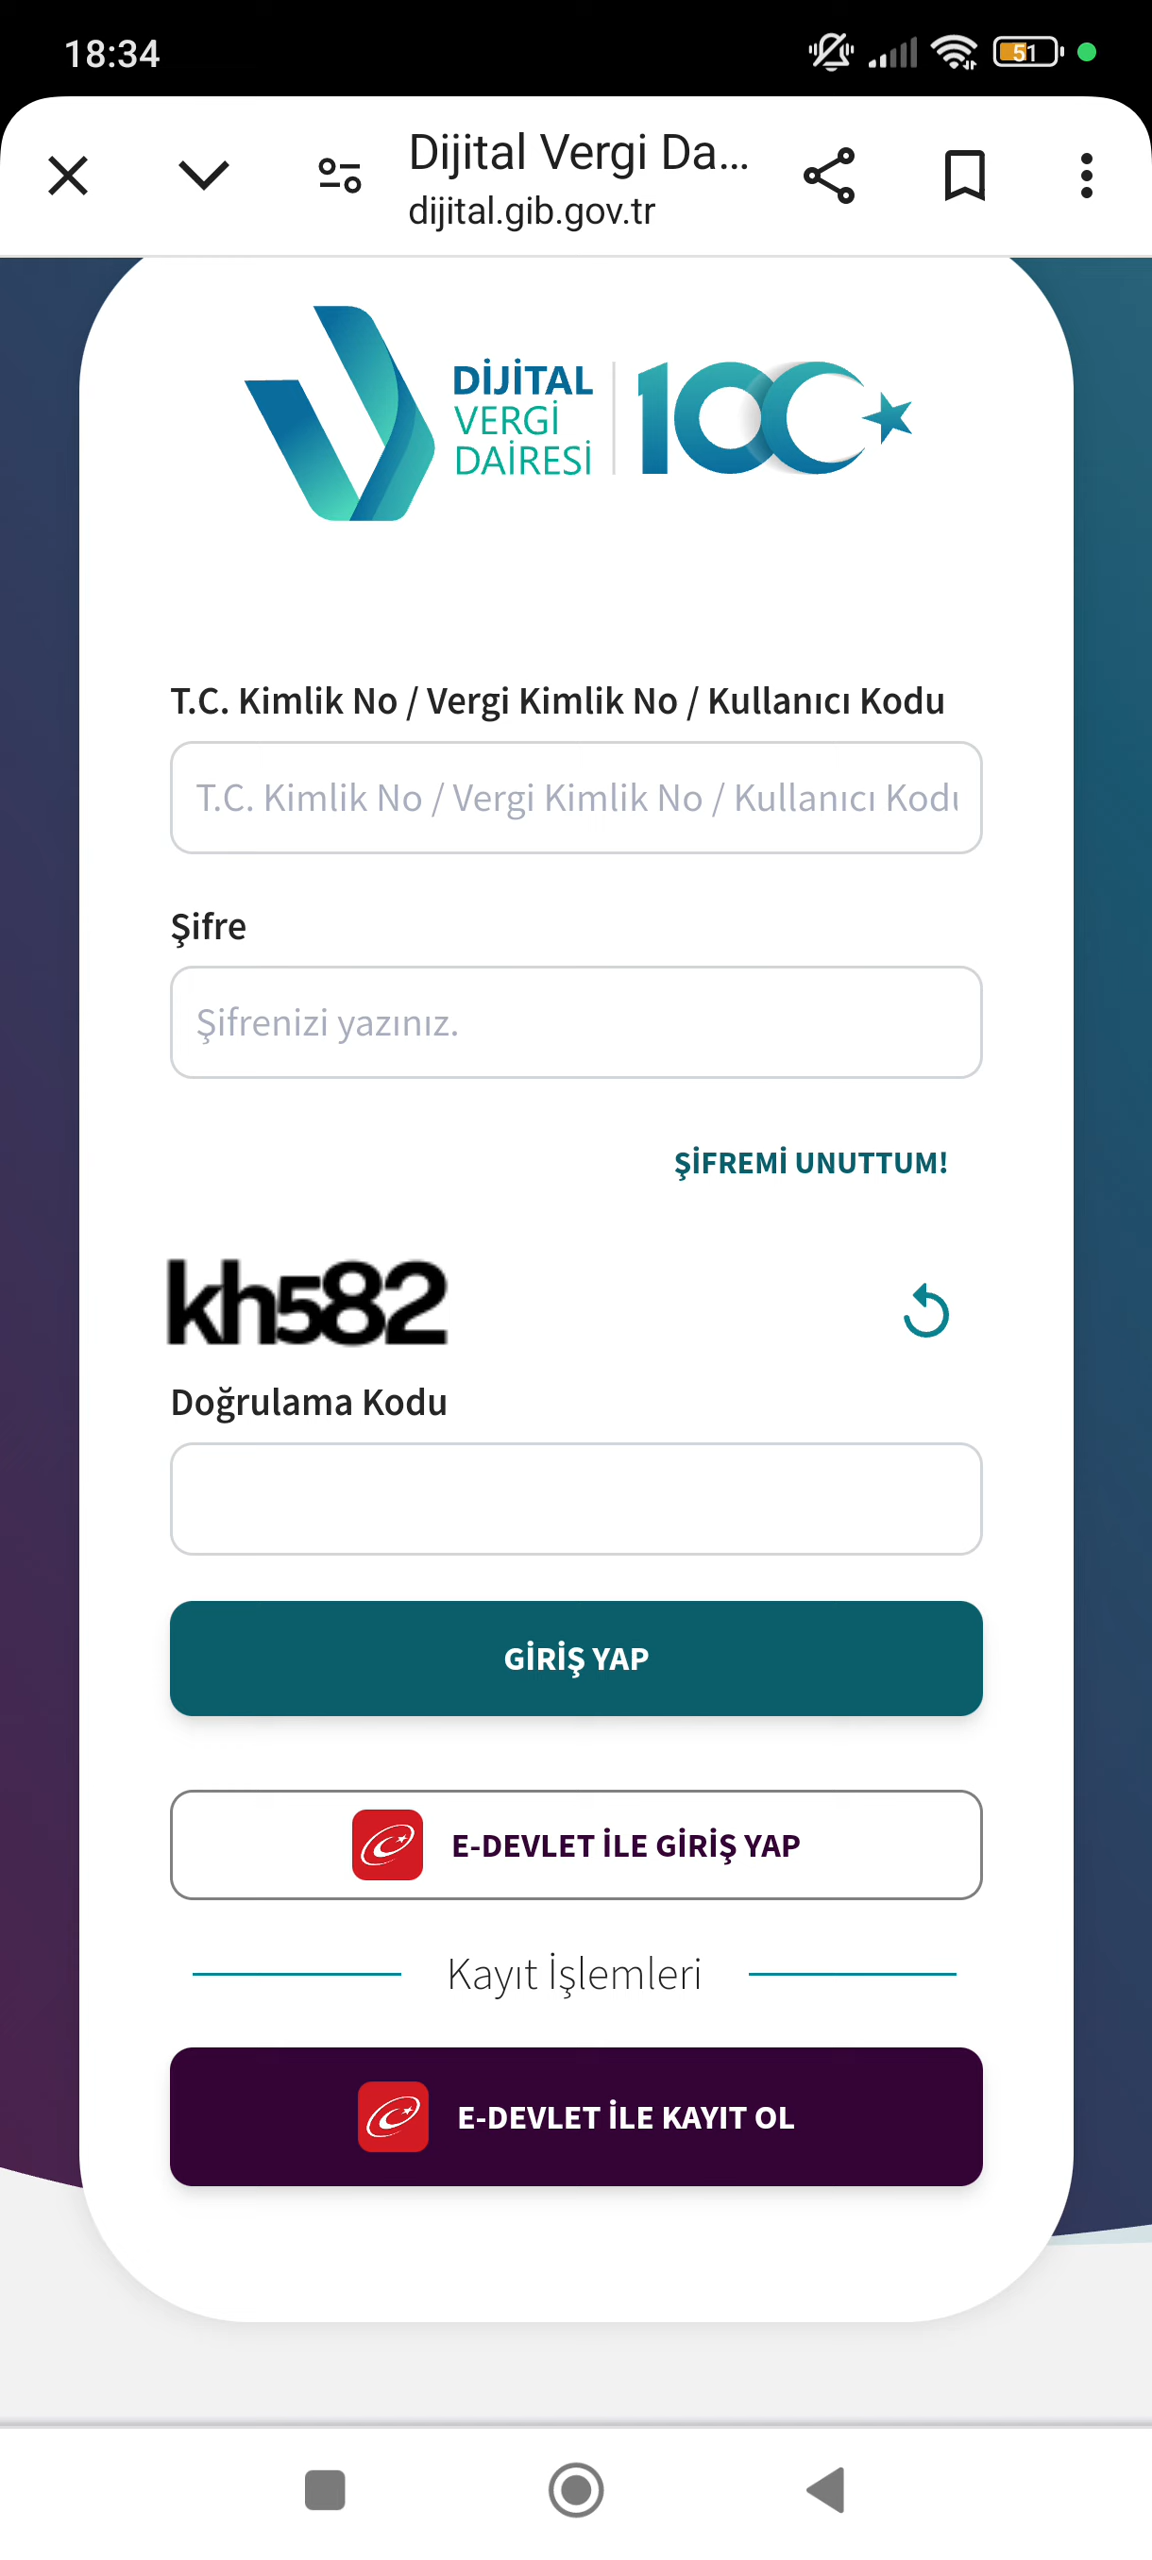 18:34
51
Dijital Vergi Da...
dijital.gib.gov.tr
DİJİTAL
VERGİ
DAİRESİ
100
T.C. Kimlik No / Vergi Kimlik No / Kullanıcı Kodu
T.C. Kimlik No / Vergi Kimlik No / Kullanıcı Kodu
Şifre
Şifrenizi yazınız.
ŞİFREMİ UNUTTUM!
kh582
Doğrulama Kodu
GİRİŞ YAP
E-DEVLET İLE GİRİŞ YAP
Kayıt İşlemleri
E-DEVLET İLE KAYIT OL